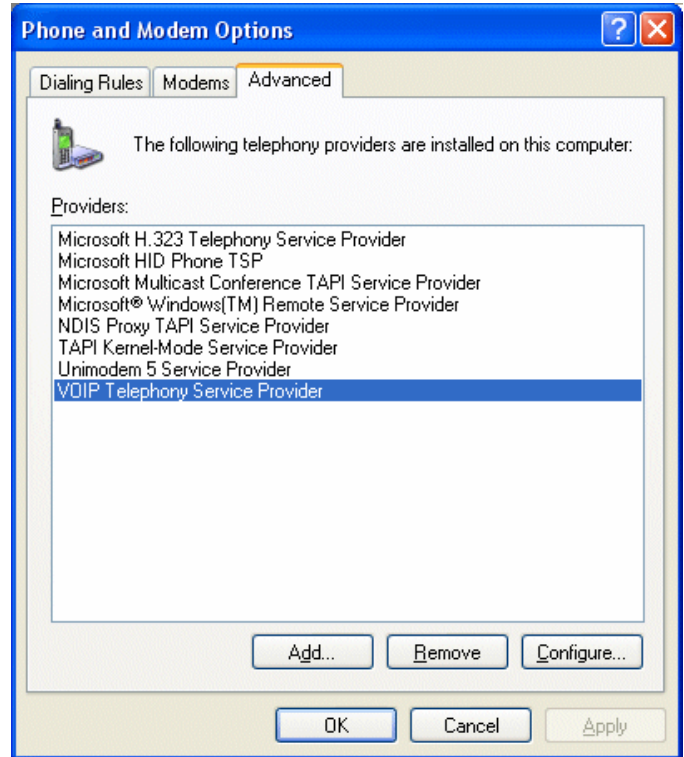 Phone and Modem Options
Dialing Rules Modems Advanced
The following telephony providers are installed on this computer:
Providers:
Microsoft H.323 Telephony Service Provider
Microsoft HID Phone TSP
Microsoft Multicast Conference TAPI Service Provider
Microsoft® Windows(TM) Remote Service Provider
NDIS Proxy TAPI Service Provider
TAPI Kernel-Mode Service Provider
Unimodem 5 Service Provider
VOIP Telephony Service Provider
Add... Remove Configure...
OK Cancel Apply